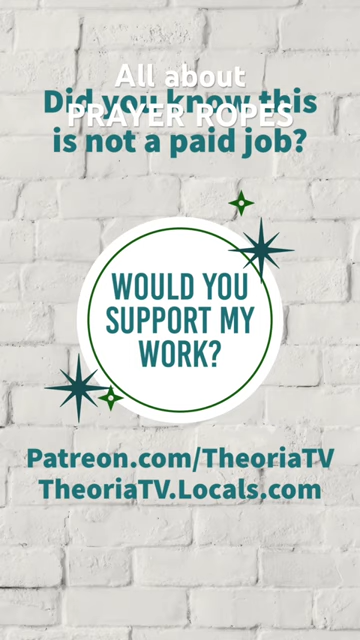 All about
PRAYER ROPES
Did you know this
is not a paid job?
WOULD YOU
SUPPORT MY
WORK?
Patreon.com/TheoriaTV
TheoriaTV.Locals.com